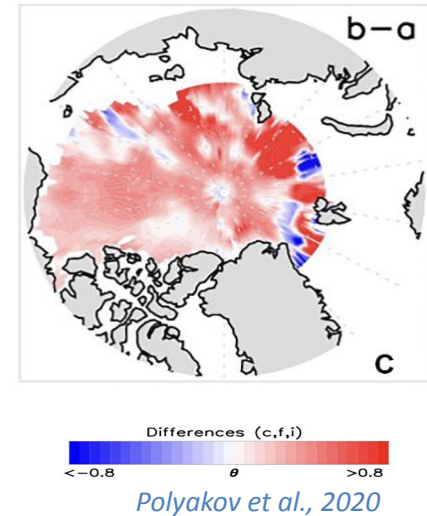 b−a
c
Differences (c,f,i)
<−0.8 θ >0.8
Polyakov et al., 2020